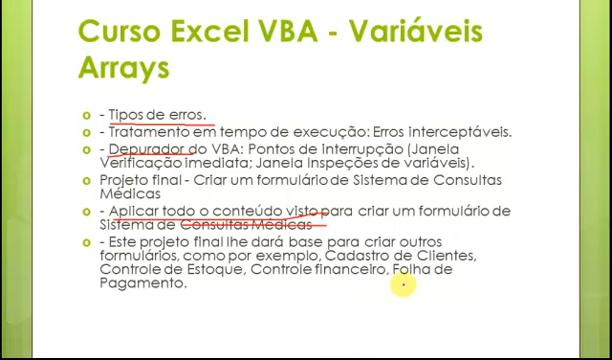 Curso Excel VBA - Variáveis
Arrays
- Tipos de erros.
- Tratamento em tempo de execução: Erros interceptáveis.
- Depurador do VBA: Pontos de interrupção (Janela
Verificação imediata; Janela Inspeções de variáveis).
Projeto final - Criar um formulário de Sistema de Consultas
Médicas
- Aplicar todo o conteúdo visto para criar um formulário de
Sistema de Consultas Médicas
- Este projeto final lhe dará base para criar outros
formulários, como por exemplo, Cadastro de Clientes,
Controle de Estoque, Controle financeiro, Folha de
Pagamento.